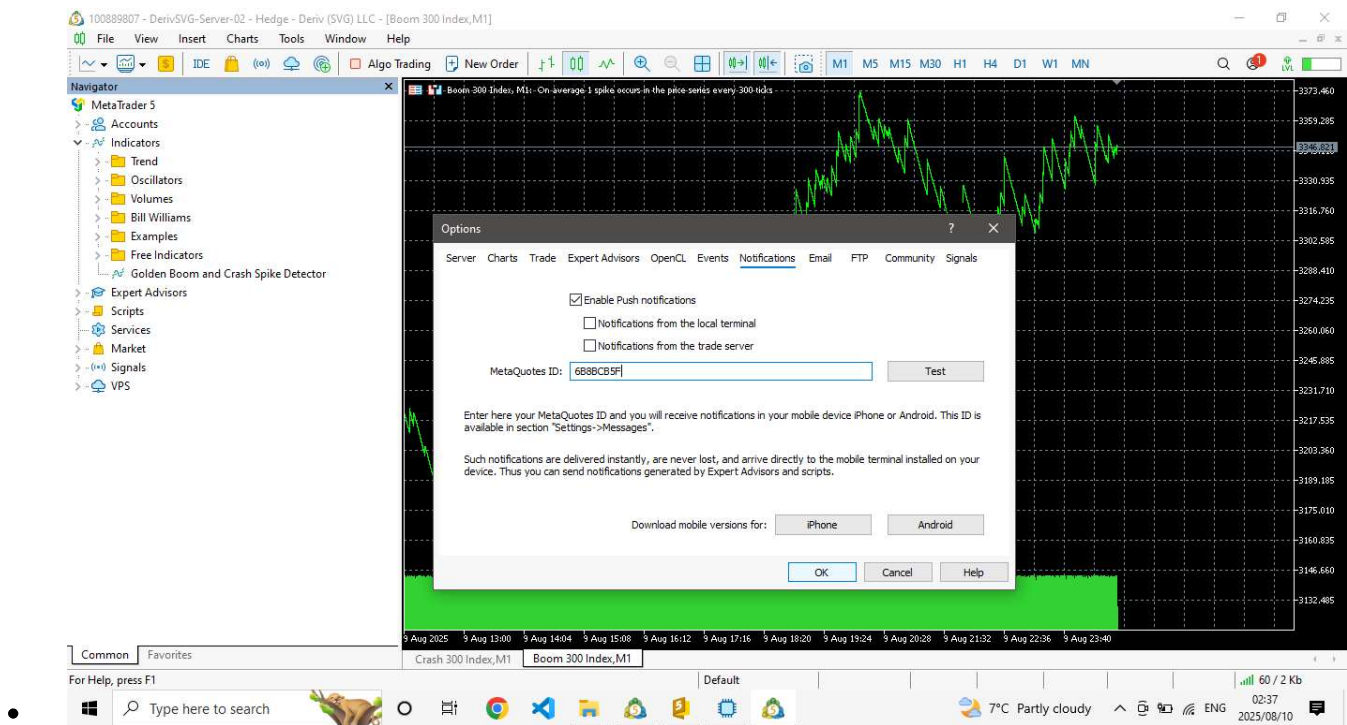 100889807 - DerivSVG-Server-02 - Hedge - Deriv (SVG) LLC - [Boom 300 Index,M1]
File View Insert Charts Tools Window Help
IDE Algo Trading New Order M1 M5 M15 M30 H1 H4 D1 W1 MN 1 LVL
Navigator
MetaTrader 5
Accounts
Indicators
Trend
Oscillators
Volumes
Bill Williams
Examples
Free Indicators
Golden Boom and Crash Spike Detector
Expert Advisors
Scripts
Services
Market
Signals
VPS
Common Favorites
Boom 300 Index, M1: On average 1 spike occurs in the price series every 300 ticks
3373.460
3359.285
3346.821
3330.935
3316.760
3302.585
3288.410
3274.235
3260.060
3245.885
3231.710
3217.535
3203.360
3189.185
3175.010
3160.835
3146.660
3132.485
Options ?
Server Charts Trade Expert Advisors OpenCL Events Notifications Email FTP Community Signals
Enable Push notifications
Notifications from the local terminal
Notifications from the trade server
MetaQuotes ID: 6B8BCB5F Test
Enter here your MetaQuotes ID and you will receive notifications in your mobile device iPhone or Android. This ID is
available in section "Settings->Messages".
Such notifications are delivered instantly, are never lost, and arrive directly to the mobile terminal installed on your
device. Thus you can send notifications generated by Expert Advisors and scripts.
Download mobile versions for: iPhone Android
OK Cancel Help
9 Aug 2025 9 Aug 13:00 9 Aug 14:04 9 Aug 15:08 9 Aug 16:12 9 Aug 17:16 9 Aug 18:20 9 Aug 19:24 9 Aug 20:28 9 Aug 21:32 9 Aug 22:36 9 Aug 23:40
Crash 300 Index,M1 Boom 300 Index,M1
For Help, press F1 Default 60 / 2 Kb
Type here to search 7°C Partly cloudy ENG 02:37
2025/08/10